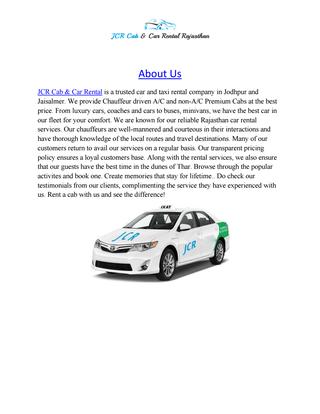 JCR Cab & Car Rental Rajasthan
About Us
JCR Cab & Car Rental is a trusted car and taxi rental company in Jodhpur and
Jaisalmer. We provide Chauffeur driven A/C and non-A/C Premium Cabs at the best
price. From luxury cars, coaches and cars to buses, minivans, we have the best car in
our fleet for your comfort. We are known for our reliable Rajasthan car rental
services. Our chauffeurs are well-mannered and courteous in their interactions and
have thorough knowledge of the local routes and travel destinations. Many of our
customers return to avail our services on a regular basis. Our transparent pricing
policy ensures a loyal customers base. Along with the rental services, we also ensure
that our guests have the best time in the dunes of Thar. Browse through the popular
activites and book one. Create memories that stay for lifetime . Do check our
testimonials from our clients, complimenting the service they have experienced with
us. Rent a cab with us and see the difference!
JCR
JCR